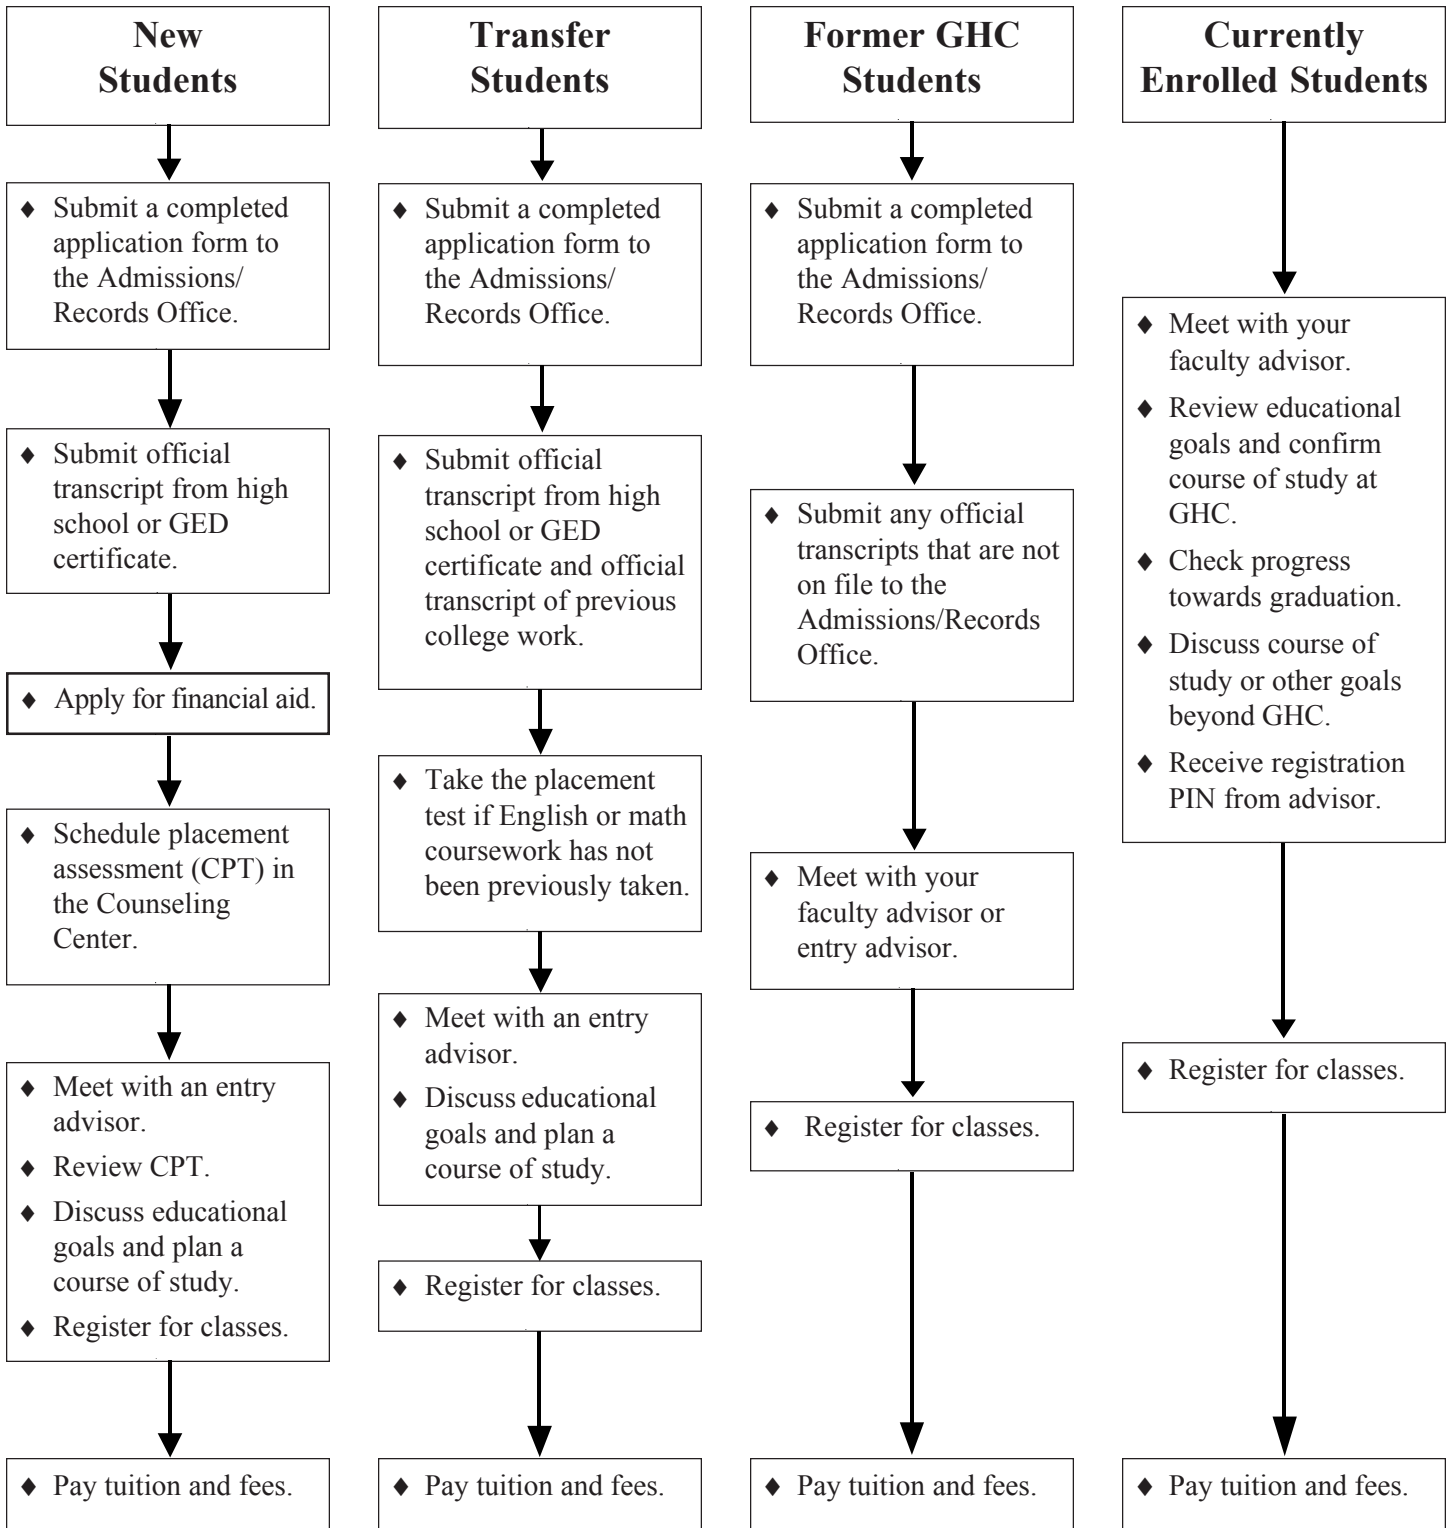 New
Students
♦ Submit a completed
application form to
the Admissions/
Records Office.
♦ Submit official
transcript from high
school or GED
certificate.
♦ Apply for financial aid.
♦ Schedule placement
assessment (CPT) in
the Counseling
Center.
♦ Meet with an entry
advisor.
♦ Review CPT.
♦ Discuss educational
goals and plan a
course of study.
♦ Register for classes.
♦ Pay tuition and fees.
Transfer
Students
♦ Submit a completed
application form to
the Admissions/
Records Office.
♦ Submit official
transcript from high
school or GED
certificate and official
transcript of previous
college work.
♦ Take the placement
test if English or math
coursework has not
been previously taken.
♦ Meet with an entry
advisor.
♦ Discuss educational
goals and plan a
course of study.
♦ Register for classes.
♦ Pay tuition and fees.
Former GHC
Students
♦ Submit a completed
application form to
the Admissions/
Records Office.
♦ Submit any official
transcripts that are not
on file to the
Admissions/Records
Office.
♦ Meet with your
faculty advisor or
entry advisor.
♦ Register for classes.
♦ Pay tuition and fees.
Currently
Enrolled Students
♦ Meet with your
faculty advisor.
♦ Review educational
goals and confirm
course of study at
GHC.
♦ Check progress
towards graduation.
♦ Discuss course of
study or other goals
beyond GHC.
♦ Receive registration
PIN from advisor.
♦ Register for classes.
♦ Pay tuition and fees.